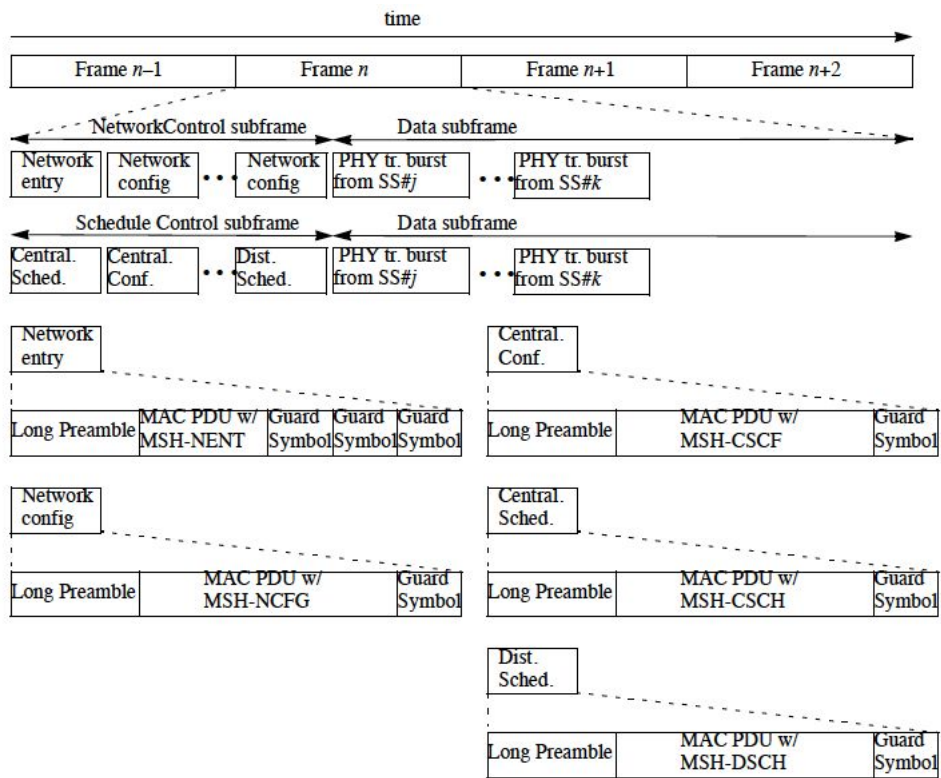 time
Frame n–1 Frame n Frame n+1 Frame n+2
NetworkControl subframe Data subframe
Network entry
Network config
•••
Network config
PHY tr. burst from SS#j
•••
PHY tr. burst from SS#k
Schedule Control subframe Data subframe
Central. Sched.
Central. Conf.
•••
Dist. Sched.
PHY tr. burst from SS#j
•••
PHY tr. burst from SS#k
Network
entry
Long Preamble
MAC PDU w/
MSH-NENT
Guard
Symbol
Guard
Symbol
Guard
Symbol
Central.
Conf.
Long Preamble
MAC PDU w/
MSH-CSCF
Guard
Symbol
Network
config
Long Preamble
MAC PDU w/
MSH-NCFG
Guard
Symbol
Central.
Sched.
Long Preamble
MAC PDU w/
MSH-CSCH
Guard
Symbol
Dist.
Sched.
Long Preamble
MAC PDU w/
MSH-DSCH
Guard
Symbol